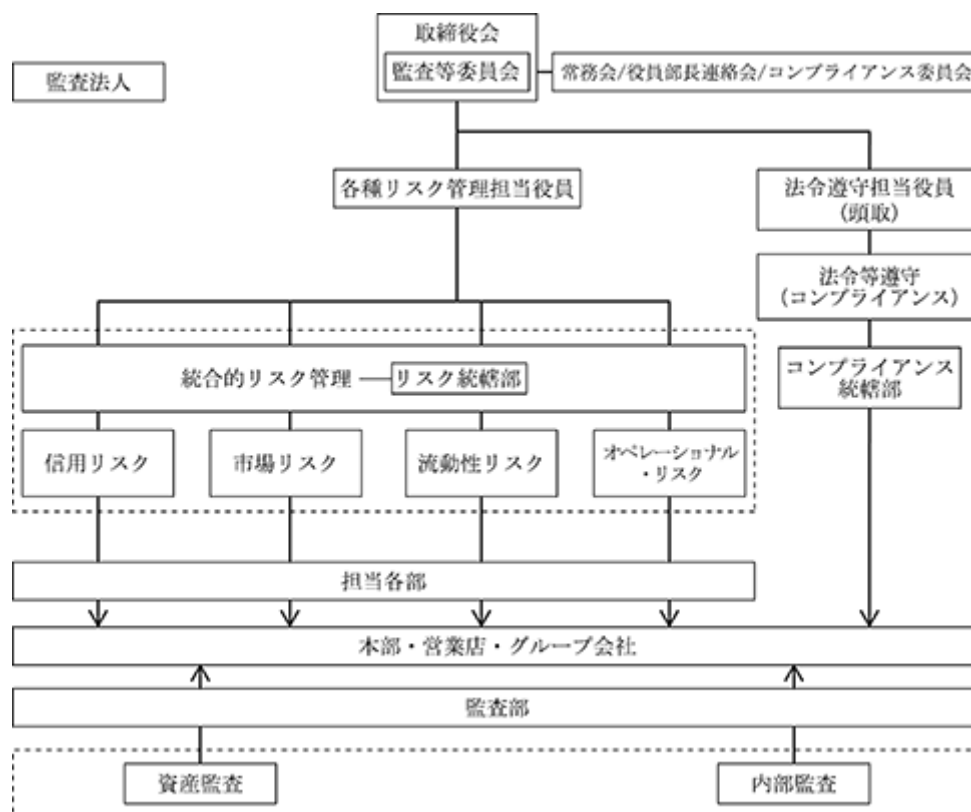 取締役会
監査等委員会
常務会/役員部長連絡会/コンプライアンス委員会
監査法人
各種リスク管理担当役員
法令遵守担当役員
(頭取)
法令等遵守
(コンプライアンス)
統合的リスク管理
リスク統轄部
コンプライアンス
統轄部
信用リスク
市場リスク
流動性リスク
オペレーショナル
・リスク
担当各部
本部・営業店・グループ会社
監査部
資産監査
内部監査